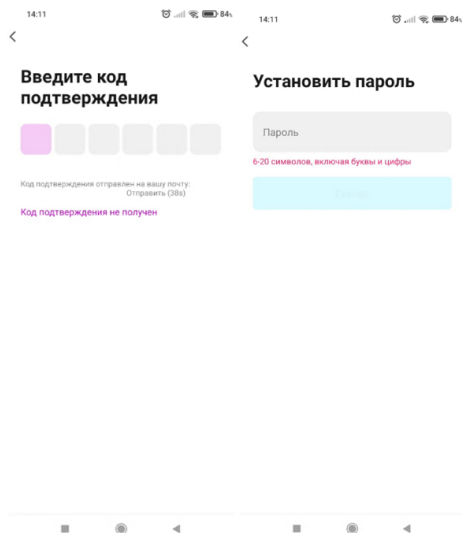 14:11
84%
Введите код
подтверждения
Код подтверждения отправлен на вашу почту:
Отправить (38s)
Код подтверждения не получен
14:11
84%
Установить пароль
Пароль
6-20 символов, включая буквы и цифры